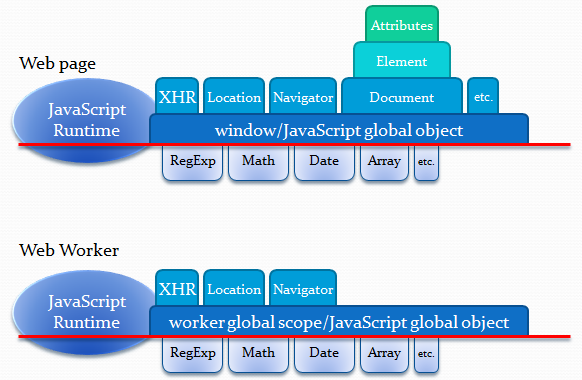 Attributes
Element
Web page
JavaScript
Runtime
XHR Location Navigator Document etc.
window/JavaScript global object
RegExp Math Date Array etc.
Web Worker
JavaScript
Runtime
XHR Location Navigator
worker global scope/JavaScript global object
RegExp Math Date Array etc.